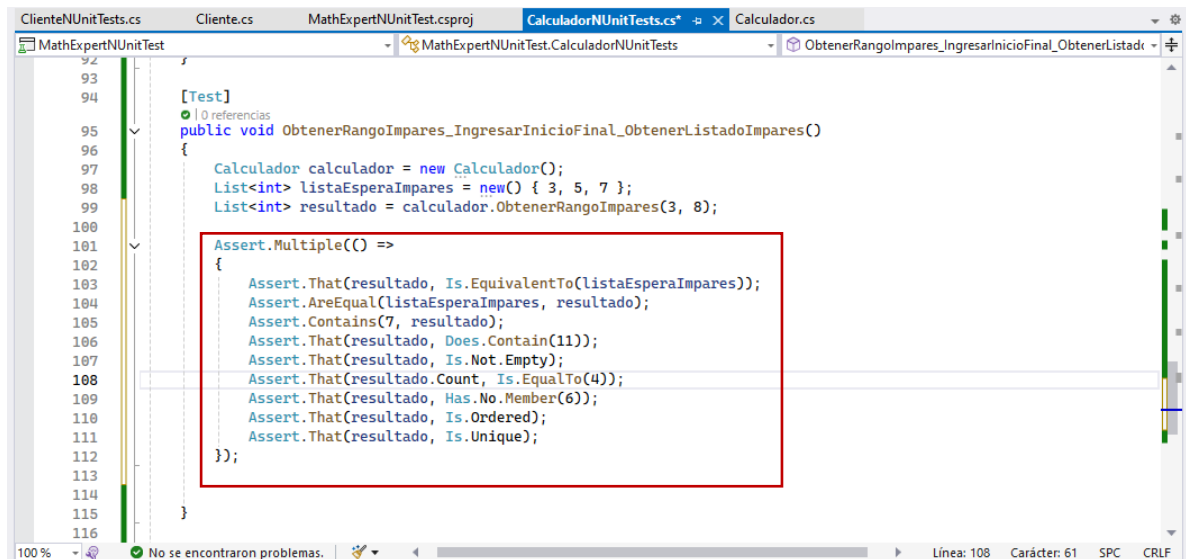 ClienteNUnitTests.cs Cliente.cs MathExpertNUnitTest.csproj CalculadorNUnitTests.cs* Calculador.cs
MathExpertNUnitTest MathExpertNUnitTest.CalculadorNUnitTests ObtenerRangoImpares_IngresarInicioFinal_ObtenerListado
92 }
93
94 [Test]
0 referencias
95 public void ObtenerRangoImpares_IngresarInicioFinal_ObtenerListadoImpares()
96 {
97 Calculador calculador = new Calculador();
98 List<int> listaEsperaImpares = new() { 3, 5, 7 };
99 List<int> resultado = calculador.ObtenerRangoImpares(3, 8);
100
101 Assert.Multiple(() =>
102 {
103 Assert.That(resultado, Is.EquivalentTo(listaEsperaImpares));
104 Assert.AreEqual(listaEsperaImpares, resultado);
105 Assert.Contains(7, resultado);
106 Assert.That(resultado, Does.Contain(11));
107 Assert.That(resultado, Is.Not.Empty);
108 Assert.That(resultado.Count, Is.EqualTo(4));
109 Assert.That(resultado, Has.No.Member(6));
110 Assert.That(resultado, Is.Ordered);
111 Assert.That(resultado, Is.Unique);
112 });
113
114
115 }
116
100 % No se encontraron problemas. Línea: 108 Carácter: 61 SPC CRLF